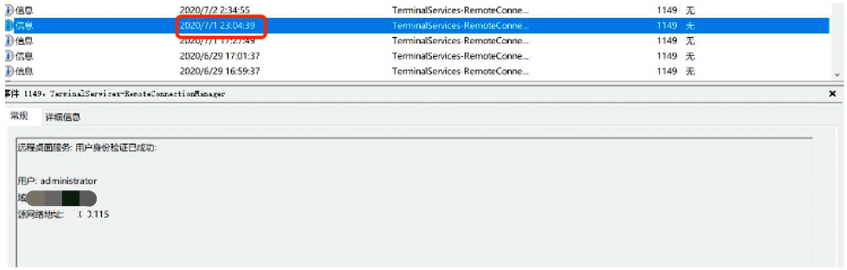 信息 2020/7/2 2:34:55 TerminalServices-RemoteConne... 1149 无
信息 2020/7/1 23:04:39 TerminalServices-RemoteConne... 1149 无
信息 2020/7/1 17:27:49 TerminalServices-RemoteConne... 1149 无
信息 2020/6/29 17:01:37 TerminalServices-RemoteConne... 1149 无
信息 2020/6/29 16:59:37 TerminalServices-RemoteConne... 1149 无
事件 1149，TerminalServices-RemoteConnectionManager
常规 详细信息
远程桌面服务: 用户身份验证已成功:
用户: administrator
域
源网络地址: .115